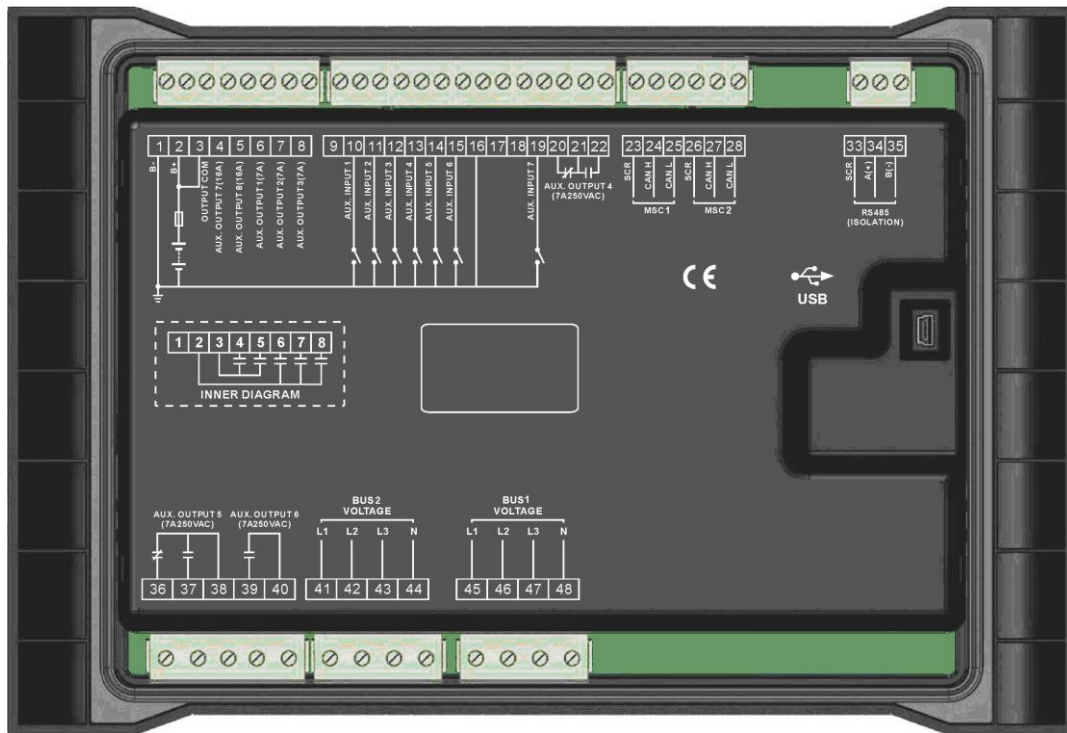 1 2 3 4 5 6 7 8
B-
B+
OUTPUT COM
AUX. OUTPUT 7(16A)
AUX. OUTPUT 8(16A)
AUX. OUTPUT 1(7A)
AUX. OUTPUT 2(7A)
AUX. OUTPUT 3(7A)
9 10 11 12 13 14 15 16 17 18 19 20 21 22
AUX. INPUT 1
AUX. INPUT 2
AUX. INPUT 3
AUX. INPUT 4
AUX. INPUT 5
AUX. INPUT 6
AUX. INPUT 7
AUX. OUTPUT 4
(7A250VAC)
23 24 25 26 27 28
SCR
CAN H
CAN L
SCR
CAN H
CAN L
MSC1
MSC2
33 34 35
SCR
A(+)
B(-)
RS485
(ISOLATION)
CE
USB
1 2 3 4 5 6 7 8
INNER DIAGRAM
AUX. OUTPUT 5
(7A250VAC)
36 37 38
AUX. OUTPUT 6
(7A250VAC)
39 40
BUS2
VOLTAGE
L1 L2 L3 N
41 42 43 44
BUS1
VOLTAGE
L1 L2 L3 N
45 46 47 48